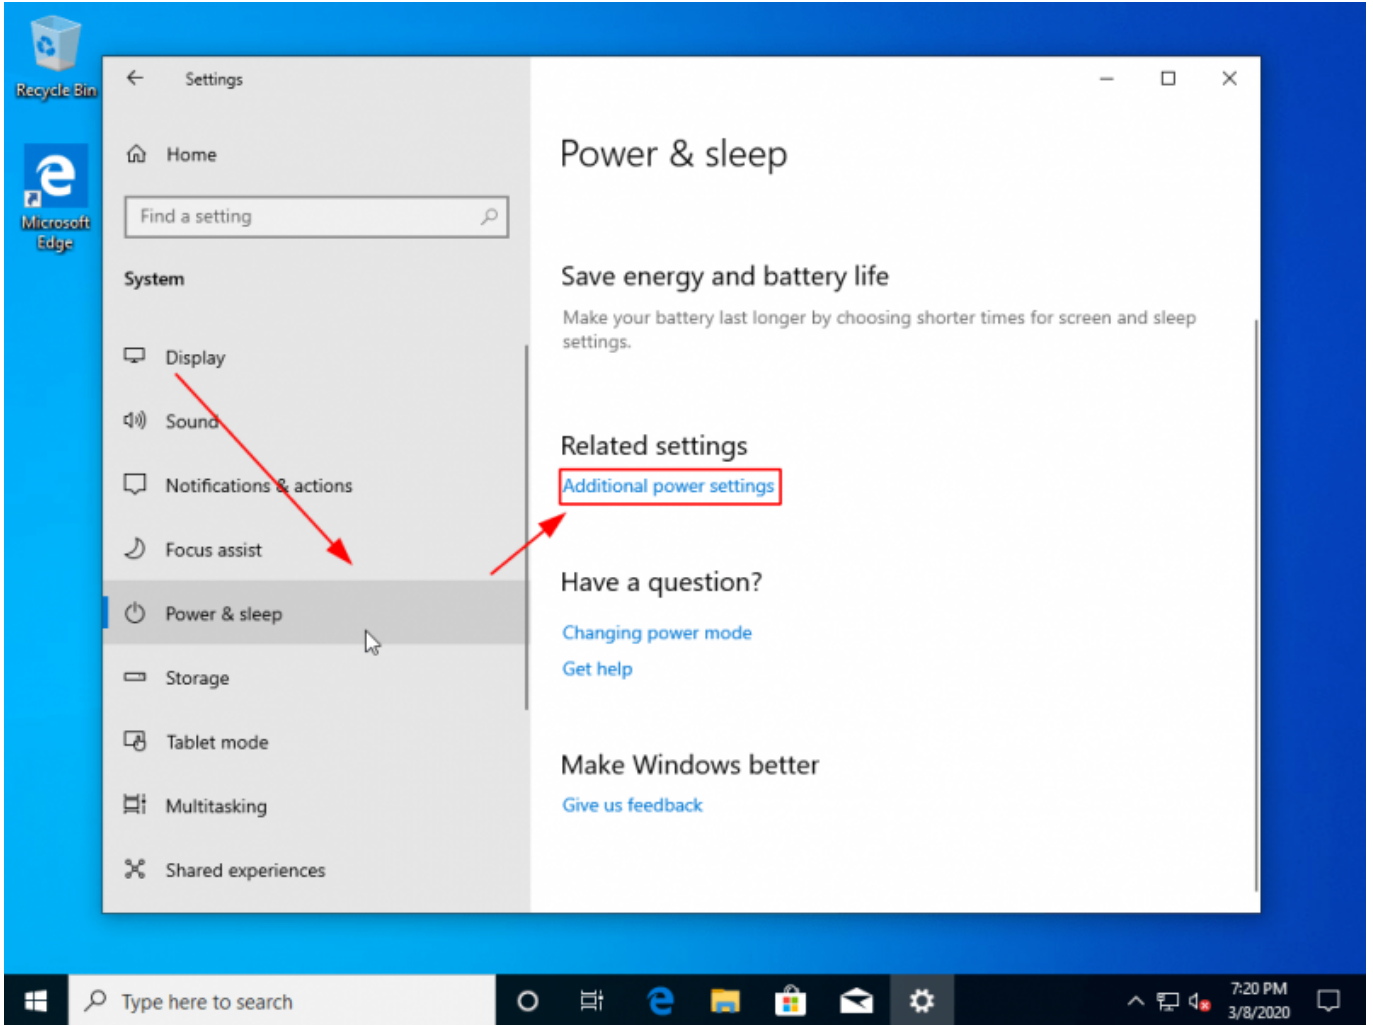 Recycle Bin
Microsoft
Edge
Settings
Home
Find a setting
System
Display
Sound
Notifications & actions
Focus assist
Power & sleep
Storage
Tablet mode
Multitasking
Shared experiences
Power & sleep
Save energy and battery life
Make your battery last longer by choosing shorter times for screen and sleep
settings.
Related settings
Additional power settings
Have a question?
Changing power mode
Get help
Make Windows better
Give us feedback
Type here to search
7:20 PM
3/8/2020